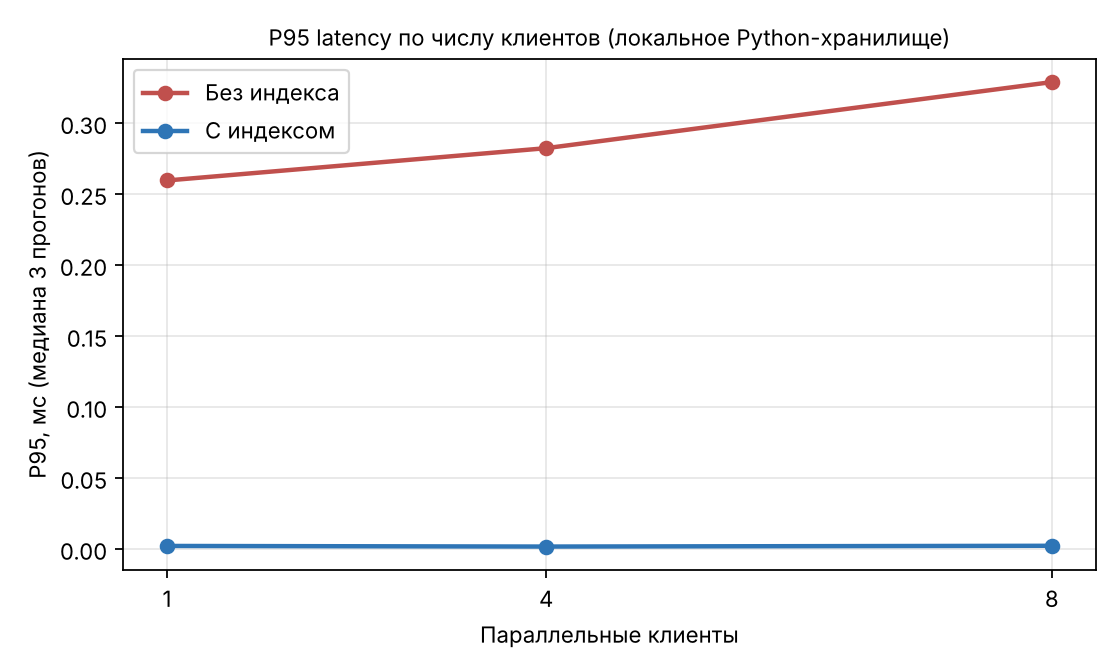 P95 latency по числу клиентов (локальное Python-хранилище)
Без индекса
С индексом
P95, мс (медиана 3 прогонов)
0.30
0.25
0.20
0.15
0.10
0.05
0.00
1
4
8
Параллельные клиенты